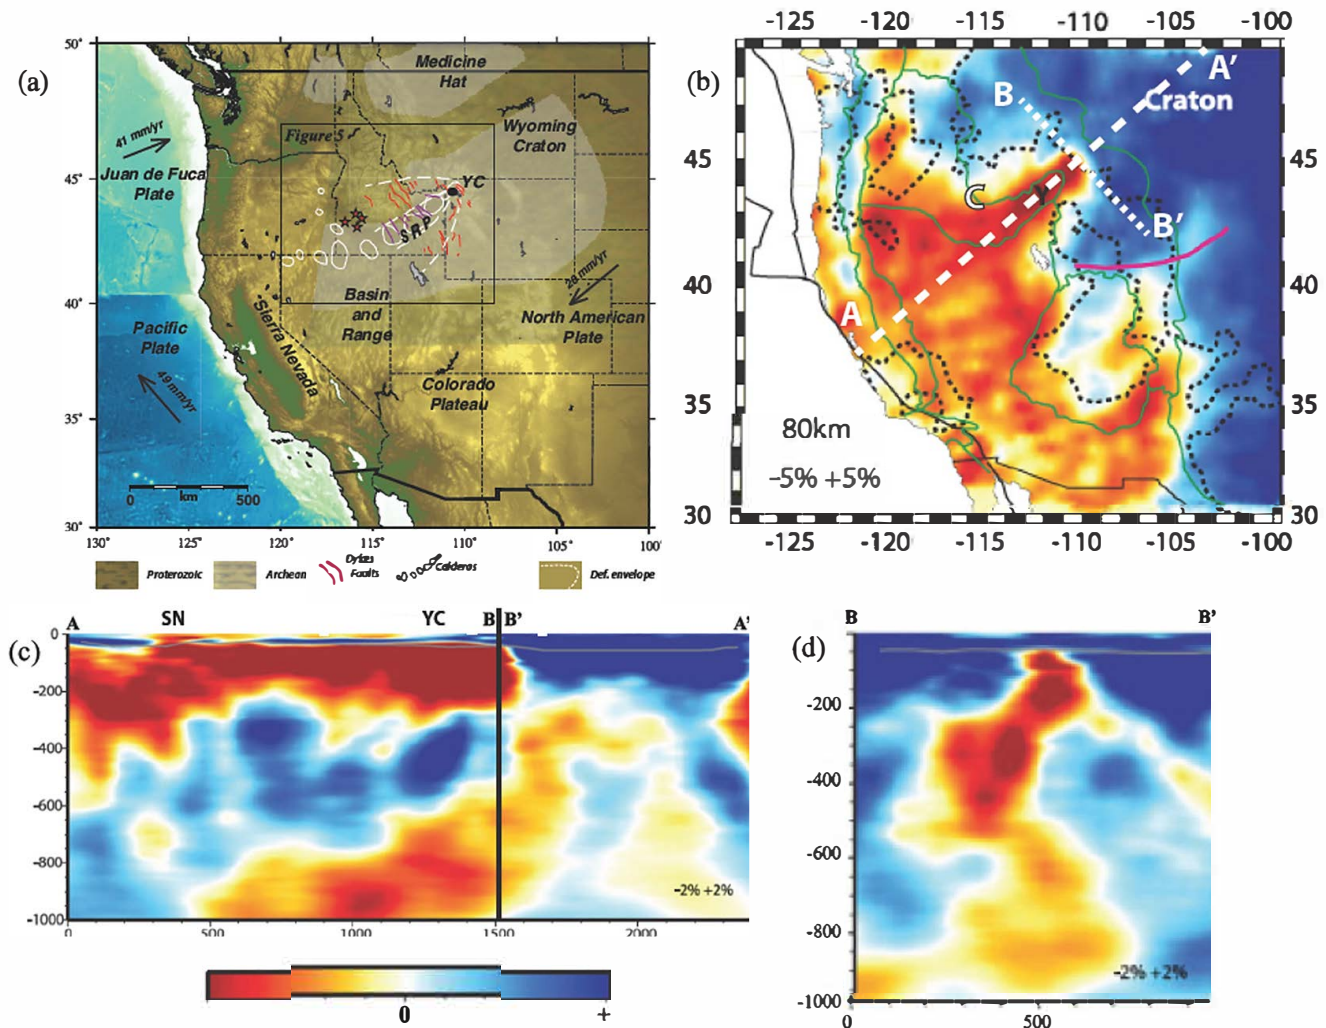 (a)
50°
45°
40°
35°
30°
130°
125°
120°
115°
110°
105°
100°
120°
115°
110°
105°
100°
Medicine
Hat
Figure 5
Wyoming
Craton
41 mm/yr
Juan de Fuca
Plate
YC
SRP
28 mm/yr
Basin
and
Range
North American
Plate
Pacific
Plate
49 mm/yr
Sierra Nevada
Colorado
Plateau
0 km 500
Proterozoic
Archean
Dykes
Faults
Calderas
Def. envelope
(b)
-125 -120 -115 -110 -105 -100
A'
B
Craton
45 45
C
Y
B'
40 40
A
35 35
80km
-5% +5%
30 30
-125 -120 -115 -110 -105 -100
(c)
A SN YC B B' A'
0
-200
-400
-600
-800
-1000
-2% +2%
0 500 1000 1500 2000
0 +
(d)
B B'
-200
-400
-600
-800
-1000
-2% +2%
0 500